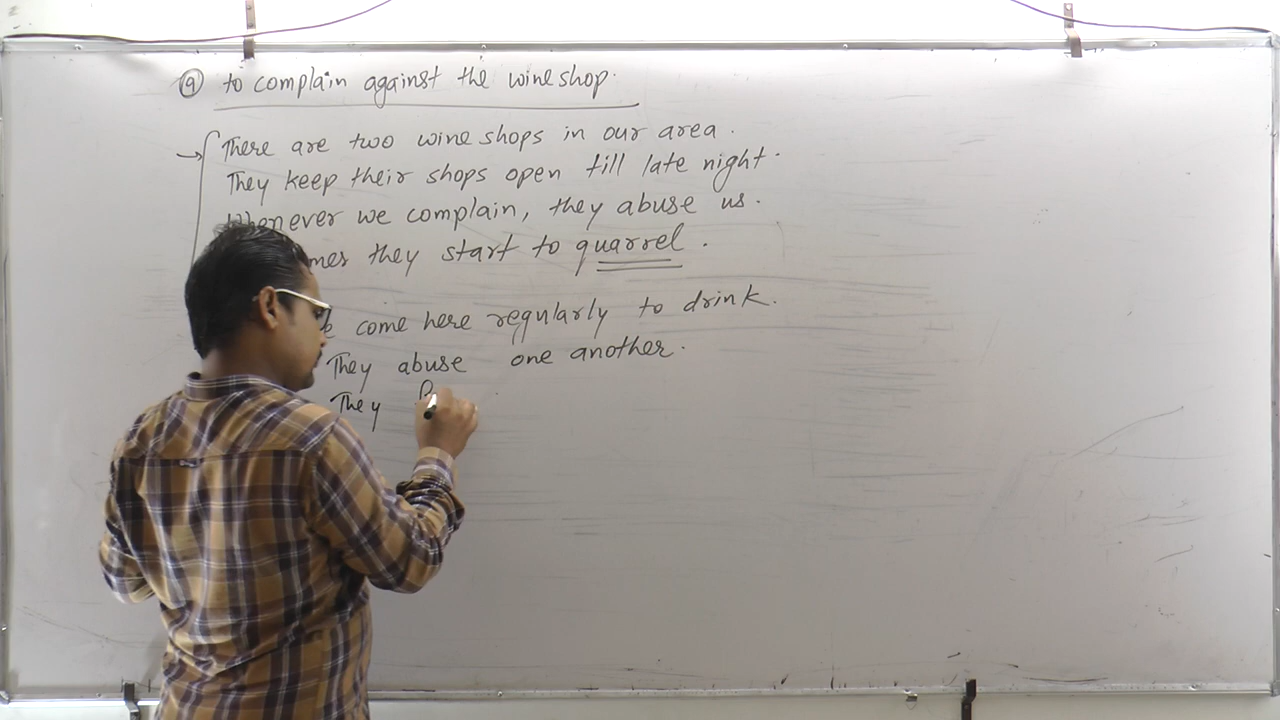 a to complain against the wine shop.
There are two wine shops in our area.
They keep their shops open till late night.
Whenever we complain, they abuse us.
mes they start to quarrel.
come here regularly to drink.
They abuse one another.
They